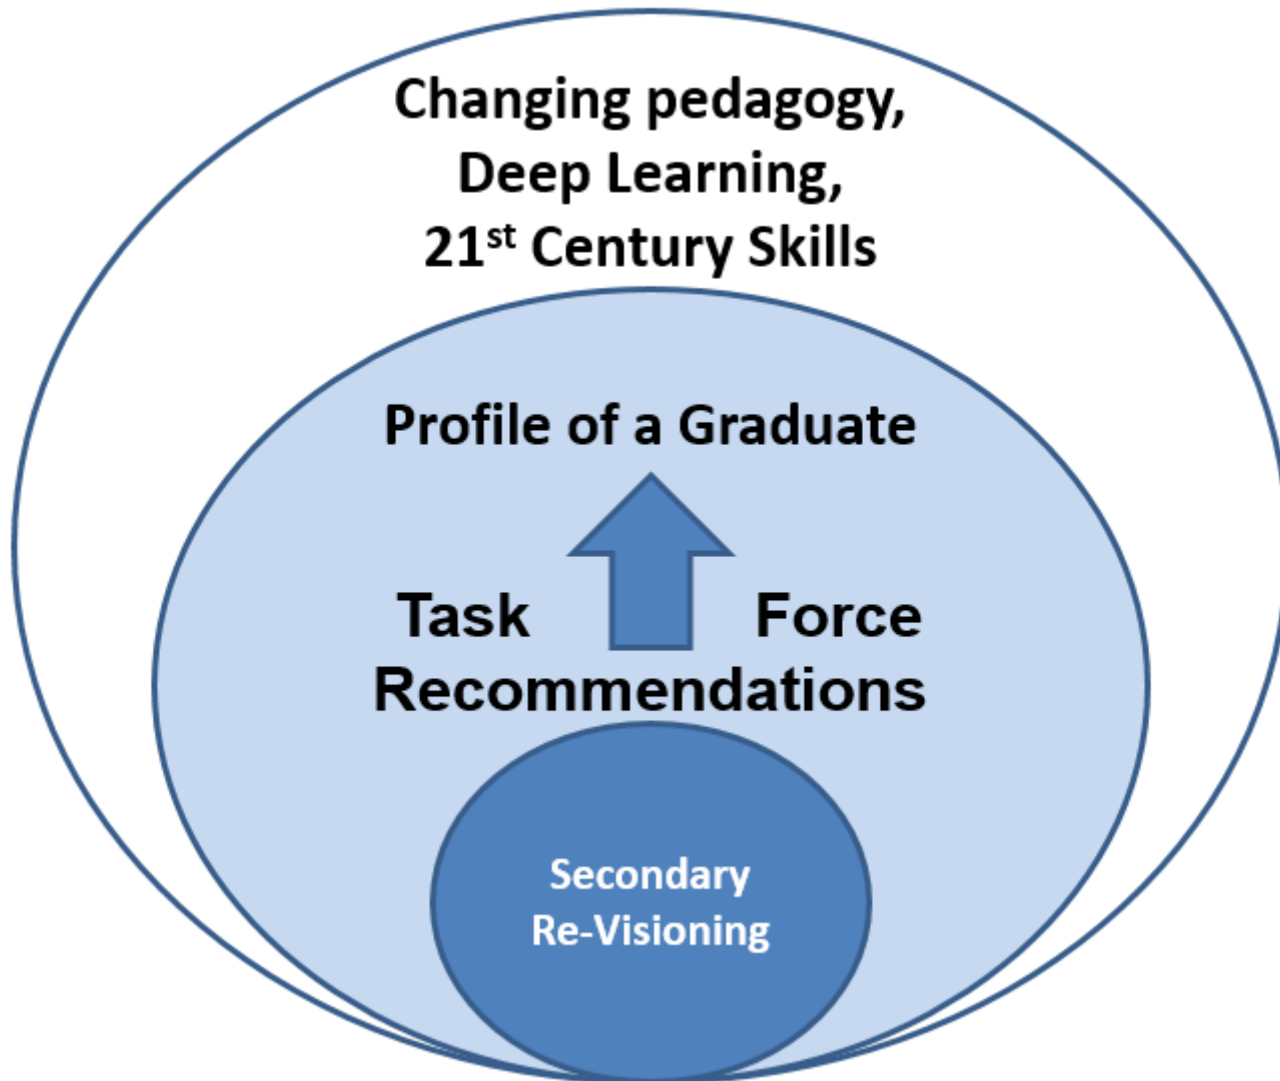 Changing pedagogy,
Deep Learning,
21st Century Skills
Profile of a Graduate
Task Force
Recommendations
Secondary
Re-Visioning